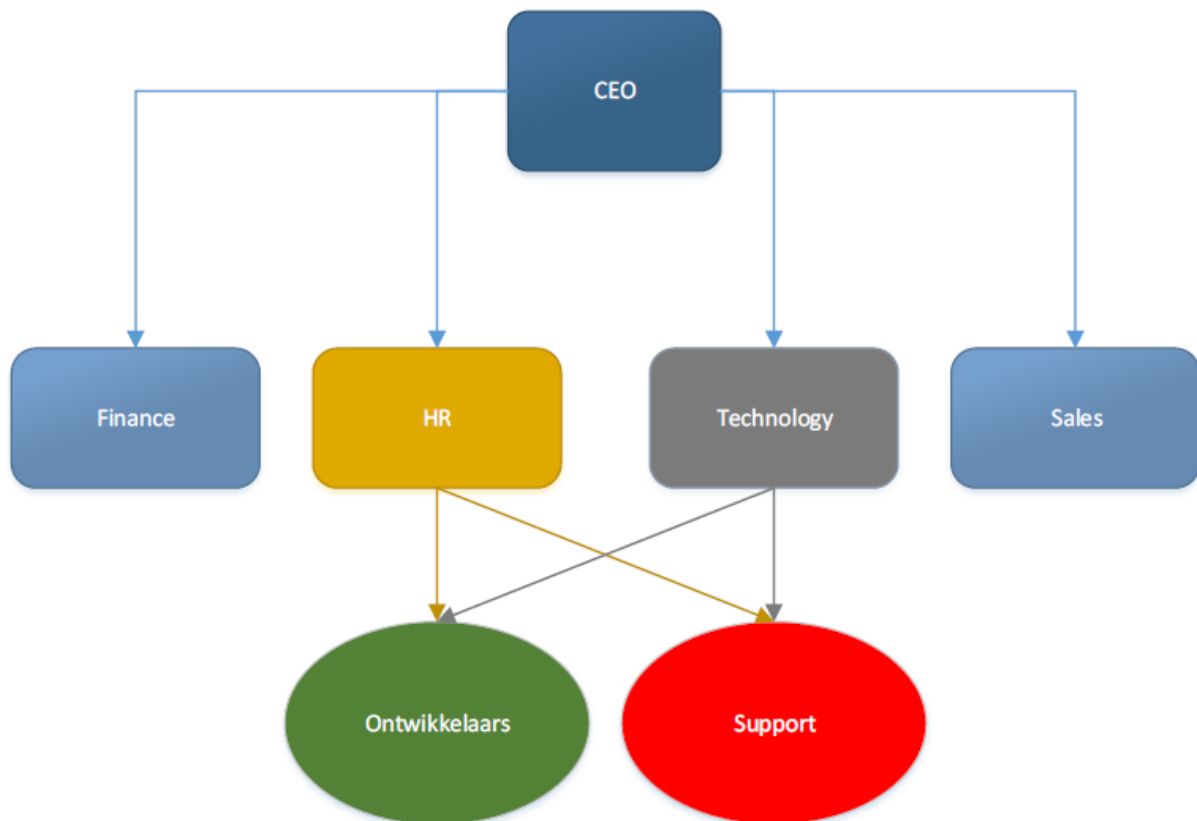 CEO
Finance
HR
Technology
Sales
Ontwikkelaars
Support